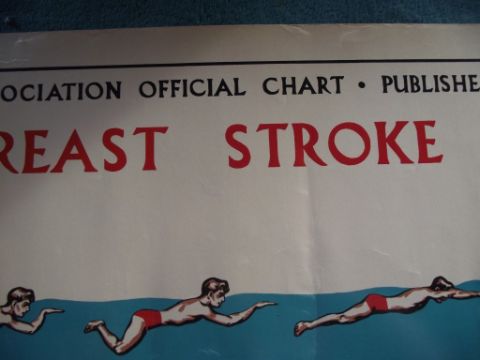 OCIATION OFFICIAL CHART • PUBLISHE
REAST STROKE